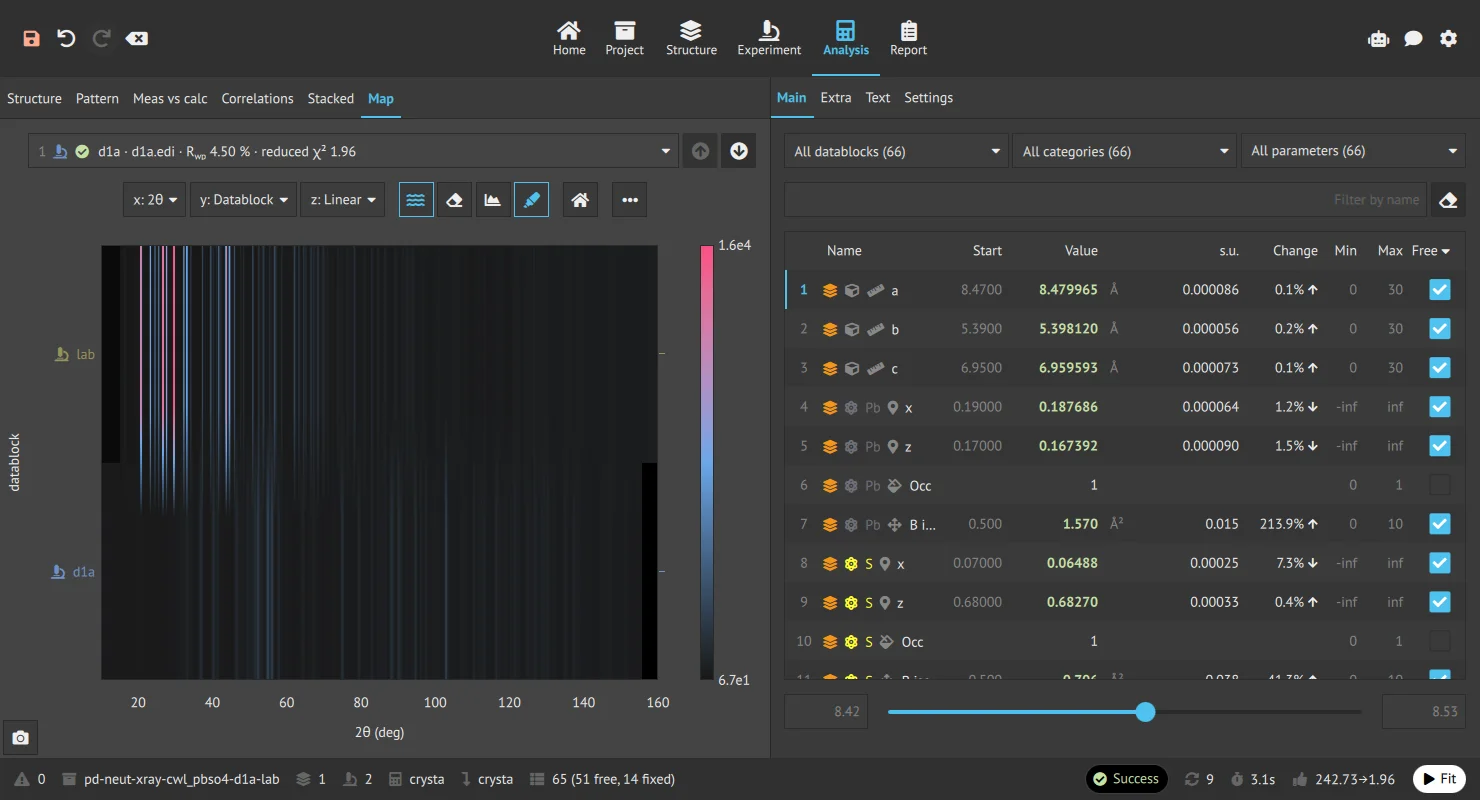 Home
Project
Structure
Experiment
Analysis
Report
Structure
Pattern
Meas vs calc
Correlations
Stacked
Map
Main
Extra
Text
Settings
1 d1a · d1a.edi · Rwp 4.50 % · reduced χ² 1.96
All datablocks (66)
All categories (66)
All parameters (66)
x: 2θ
y: Datablock
z: Linear
Filter by name
1.6e4
6.7e1
lab
d1a
datablock
20 40 60 80 100 120 140 160
2θ (deg)
Name Start Value s.u. Change Min Max Free
1 a 8.4700 8.479965 Å 0.000086 0.1% 0 30
2 b 5.3900 5.398120 Å 0.000056 0.2% 0 30
3 c 6.9500 6.959593 Å 0.000073 0.1% 0 30
4 Pb x 0.19000 0.187686 0.000064 1.2% -inf inf
5 Pb z 0.17000 0.167392 0.000090 1.5% -inf inf
6 Pb Occ 1 0 1
7 Pb B i... 0.500 1.570 Å² 0.015 213.9% 0 10
8 S x 0.07000 0.06488 0.00025 7.3% -inf inf
9 S z 0.68000 0.68270 0.00033 0.4% -inf inf
10 S Occ 1 0 1
8.42
8.53
0
pd-neut-xray-cwl_pbso4-d1a-lab
1
2
crysta
crysta
65 (51 free, 14 fixed)
Success
9
3.1s
242.73→1.96
Fit